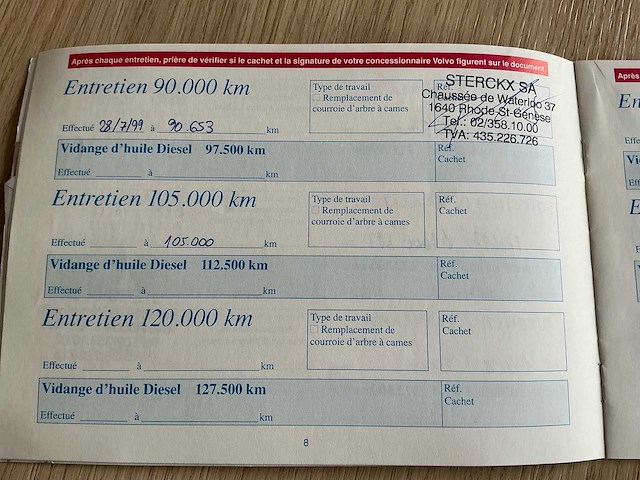 Après chaque entretien, prière de vérifier si le cachet et la signature de votre concessionnaire Volvo figurent sur le document
Entretien 90.000 km
Type de travail
Remplacement de
courroie d'arbre à cames
Réf.
STERCKX SA
Chaussée de Waterloo 37
1640 Rhode-St-Genèse
Tel.: 02/358.10.00
TVA: 435.226.726
Effectué 28/7/99 à 90.653 km
Vidange d'huile Diesel 97.500 km
Réf.
Cachet
Effectué à km
Entretien 105.000 km
Type de travail
Remplacement de
courroie d'arbre à cames
Réf.
Cachet
Effectué à 105.000 km
Vidange d'huile Diesel 112.500 km
Réf.
Cachet
Effectué à km
Entretien 120.000 km
Type de travail
Remplacement de
courroie d'arbre à cames
Réf.
Cachet
Effectué à km
Vidange d'huile Diesel 127.500 km
Réf.
Cachet
Effectué à km
8
Après